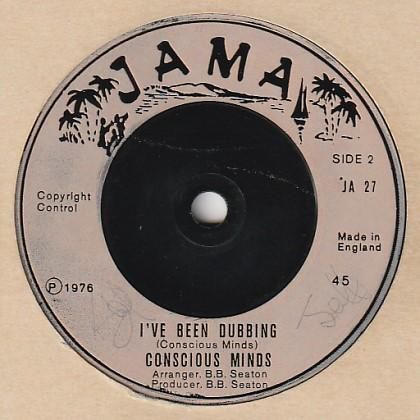 JAMA
SIDE 2
JA 27
Copyright
Control
Made in
England
Ⓟ 1976
45
I'VE BEEN DUBBING
(Conscious Minds)
CONSCIOUS MINDS
Arranger. B.B. Seaton
Producer. B.B. Seaton